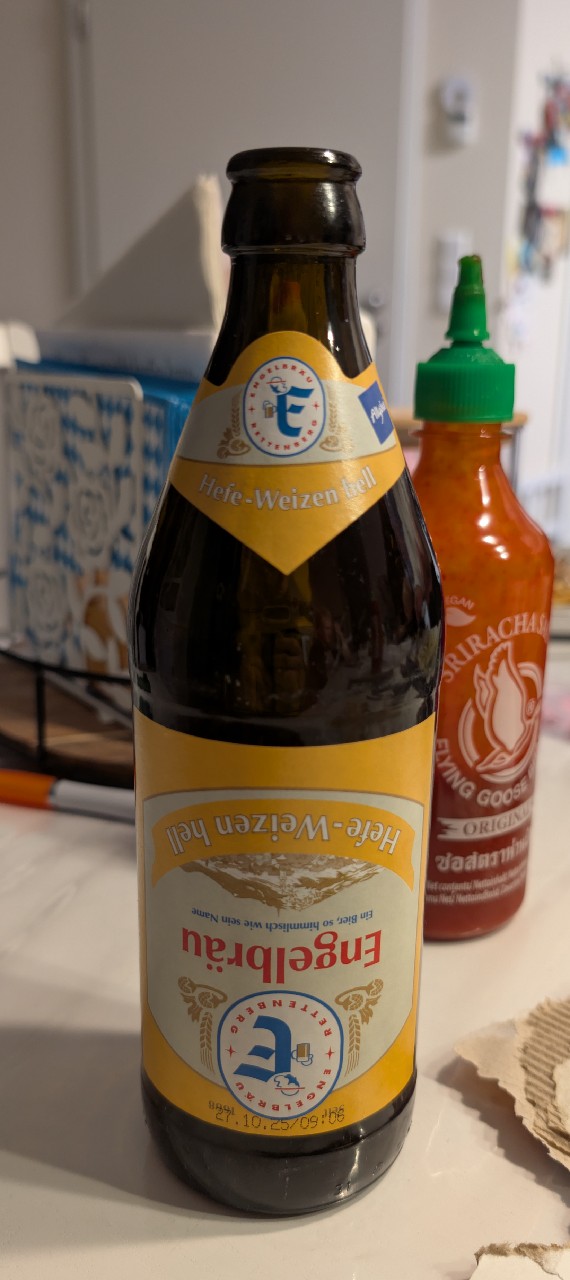 ENGELBRÄU
RETTENBERG
Hefe-Weizen hell
Hefe-Weizen hell
Ein Bier, so himmlisch wie sein Name
Engelbräu
RETTENBERG
ENGELBRÄU
27.10.25/09:06
VEGAN
SRIRACHA
FLYING GOOSE
ORIGINAL